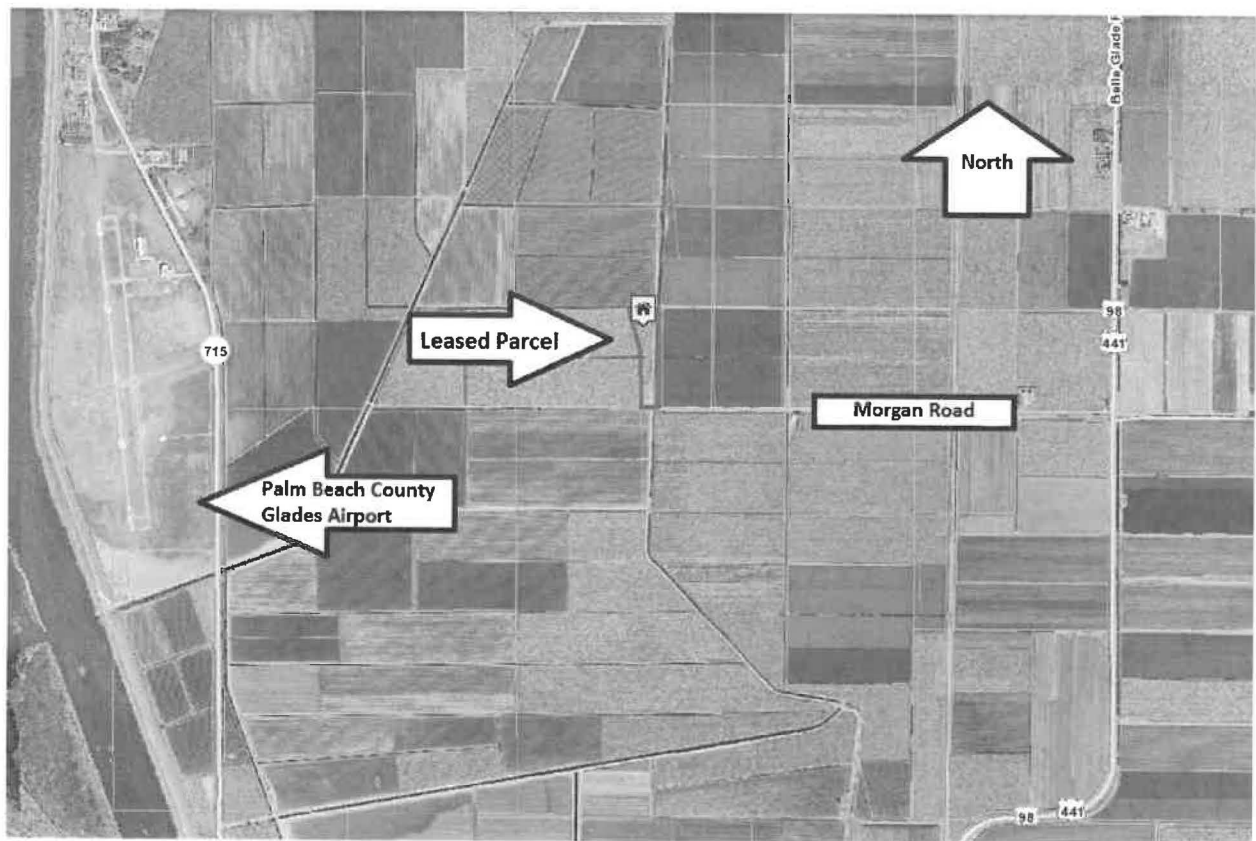 Belle Glade R
North
98
441
Leased Parcel
715
Morgan Road
Palm Beach County
Glades Airport
98
441